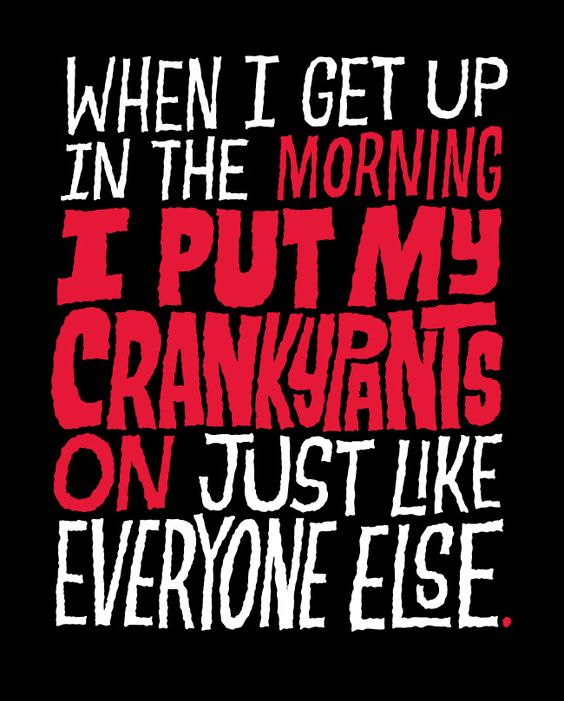 WHEN I GET UP
IN THE MORNING
I PUT MY
CRANKYPANTS
ON JUST LIKE
EVERYONE ELSE.